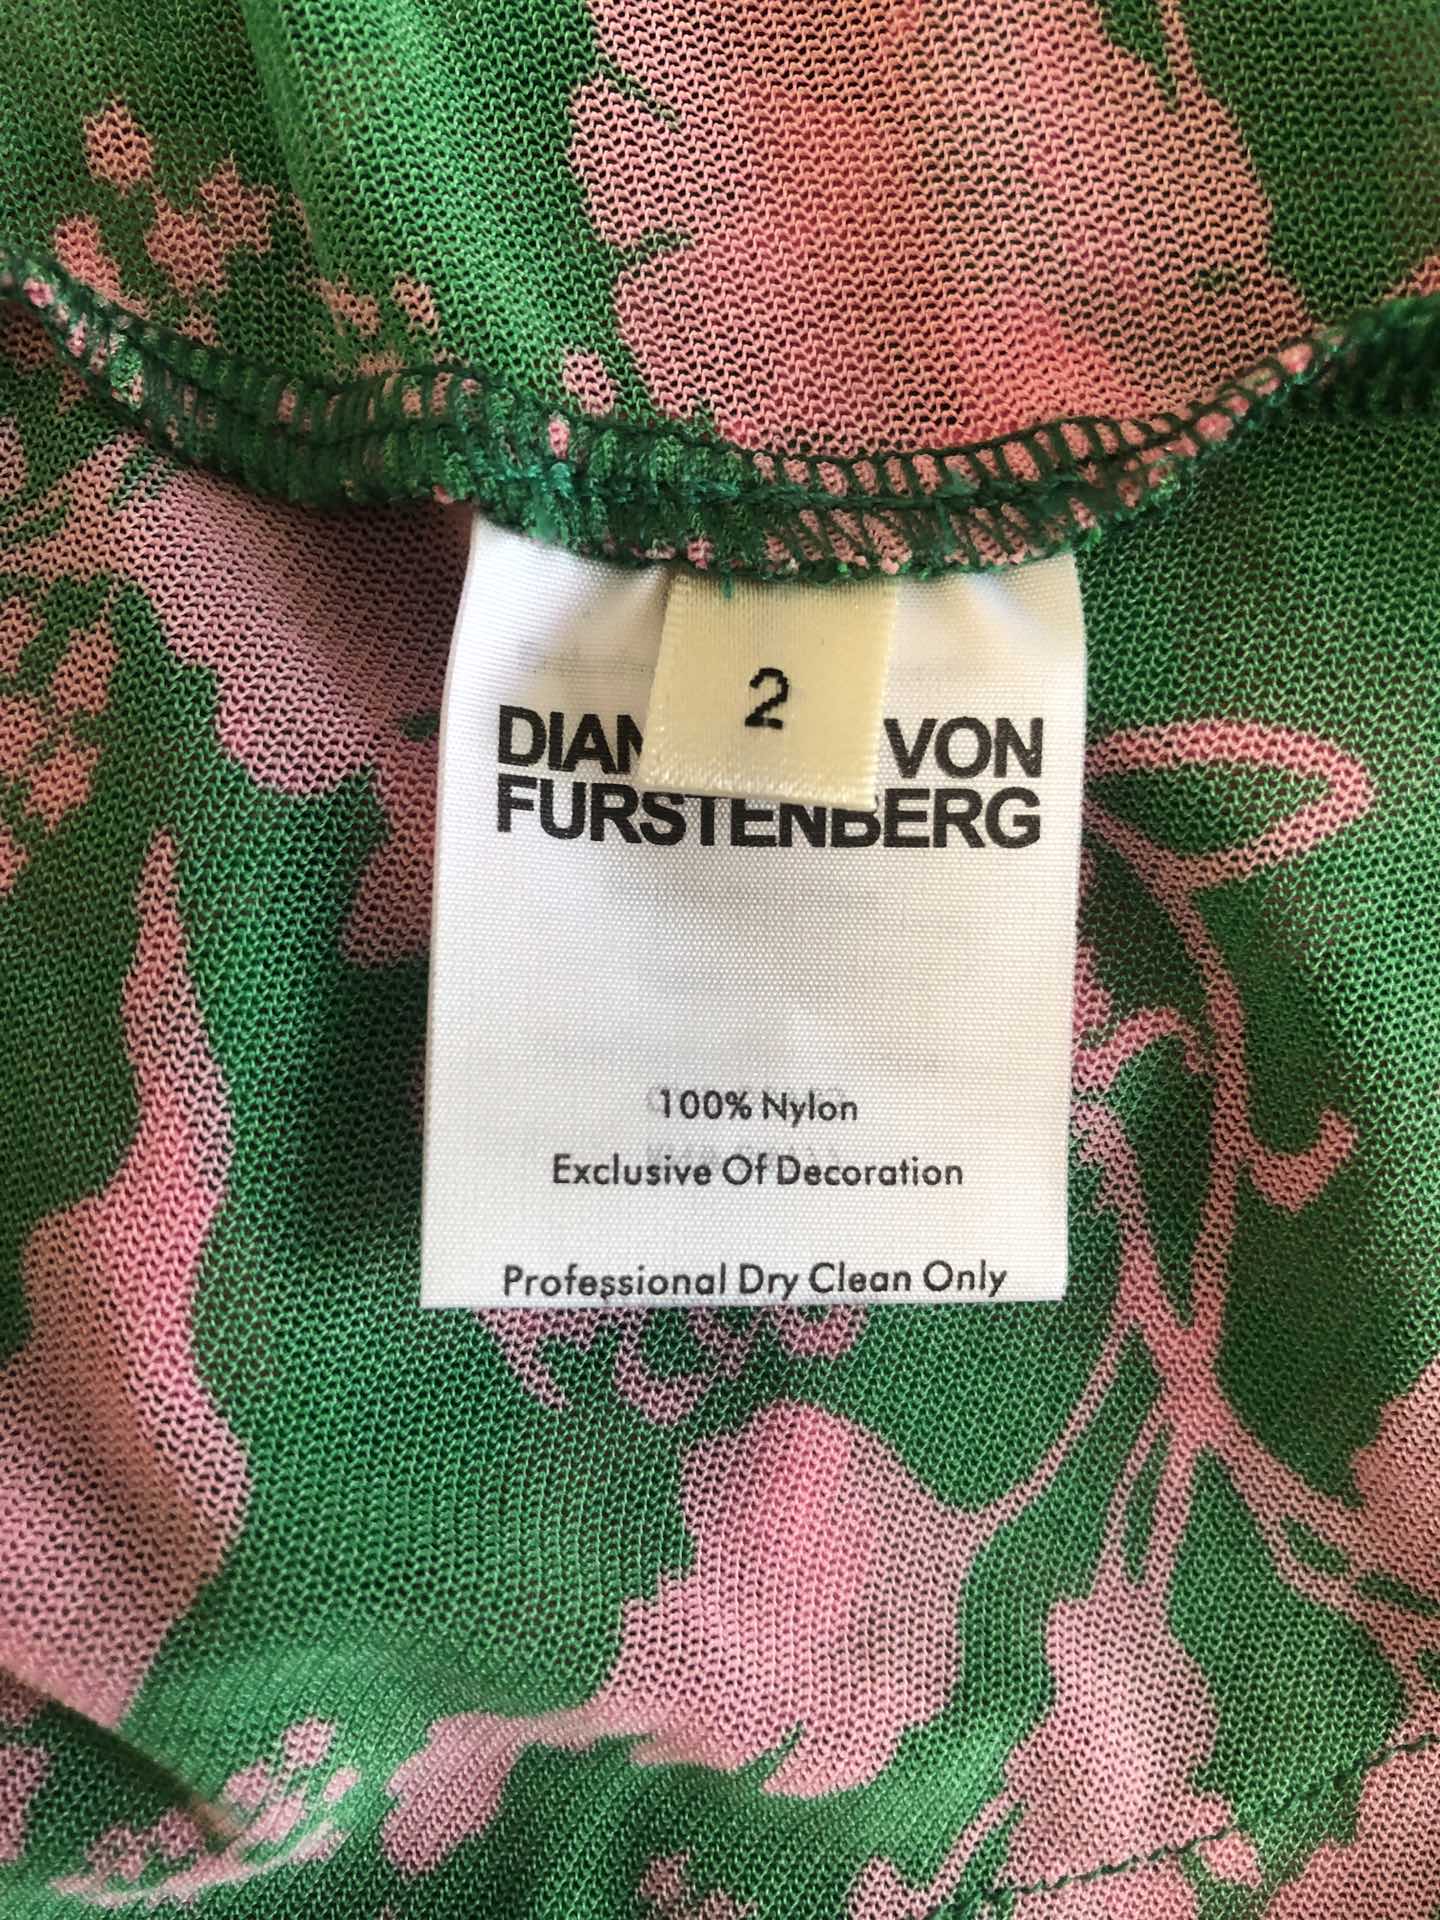 2
DIAN VON
FURSTENBERG
100% Nylon
Exclusive Of Decoration
Professional Dry Clean Only